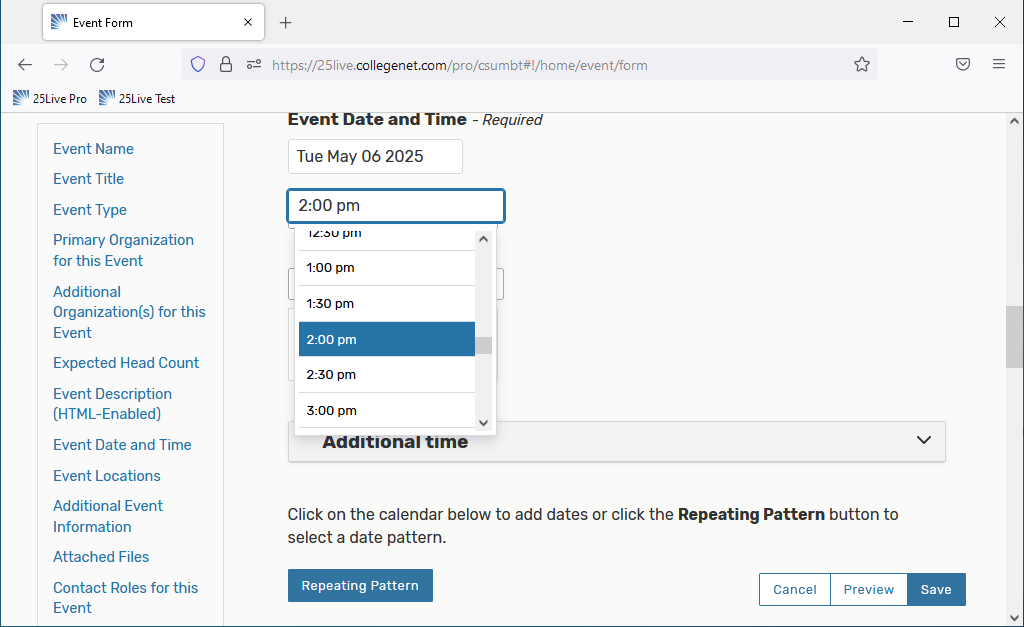 Event Form
https://25live.collegenet.com/pro/csumbt#!/home/event/form
25Live Pro
25Live Test
Event Name
Event Title
Event Type
Primary Organization
for this Event
Additional
Organization(s) for this
Event
Expected Head Count
Event Description
(HTML-Enabled)
Event Date and Time
Event Locations
Additional Event
Information
Attached Files
Contact Roles for this
Event
Event Date and Time - Required
Tue May 06 2025
2:00 pm
12:30 pm
1:00 pm
1:30 pm
2:00 pm
2:30 pm
3:00 pm
Additional time
Click on the calendar below to add dates or click the Repeating Pattern button to
select a date pattern.
Repeating Pattern
Cancel
Preview
Save